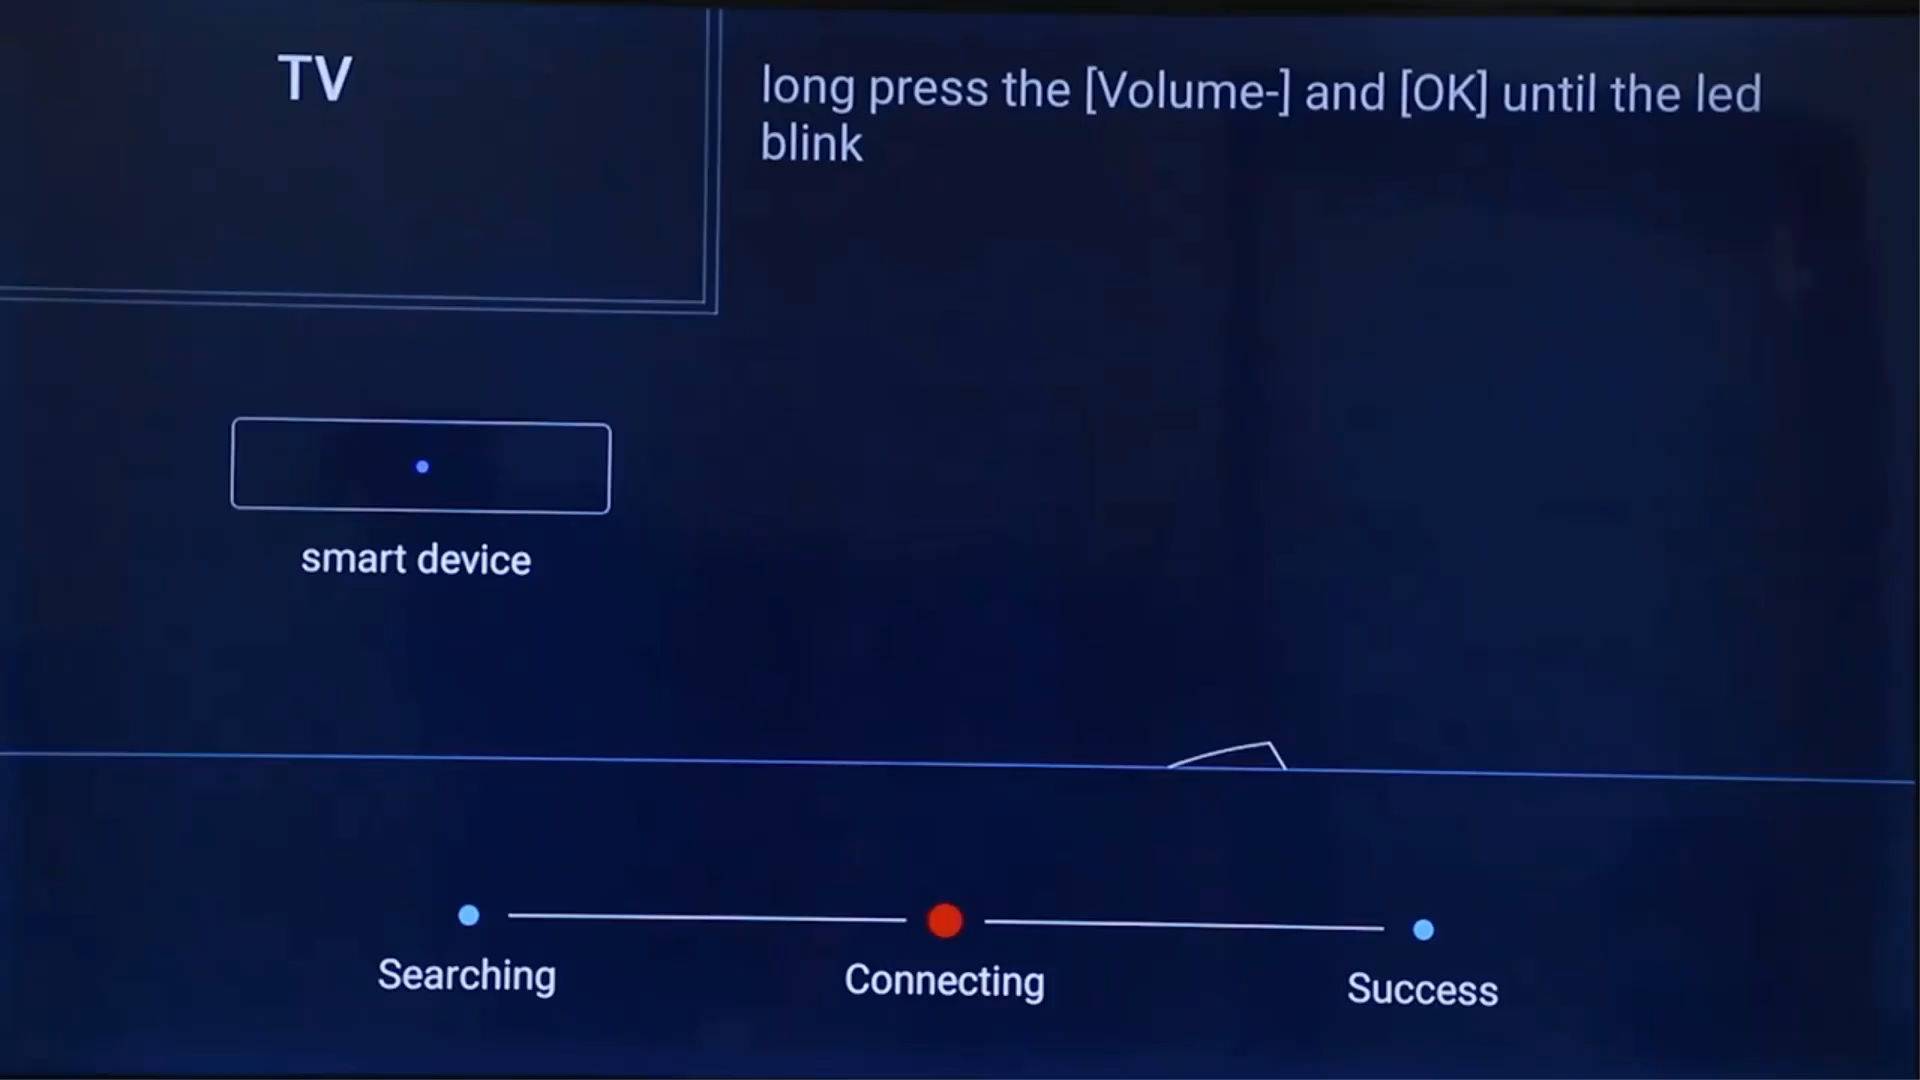 TV
long press the [Volume-] and [OK] until the led
blink
smart device
Searching
Connecting
Success